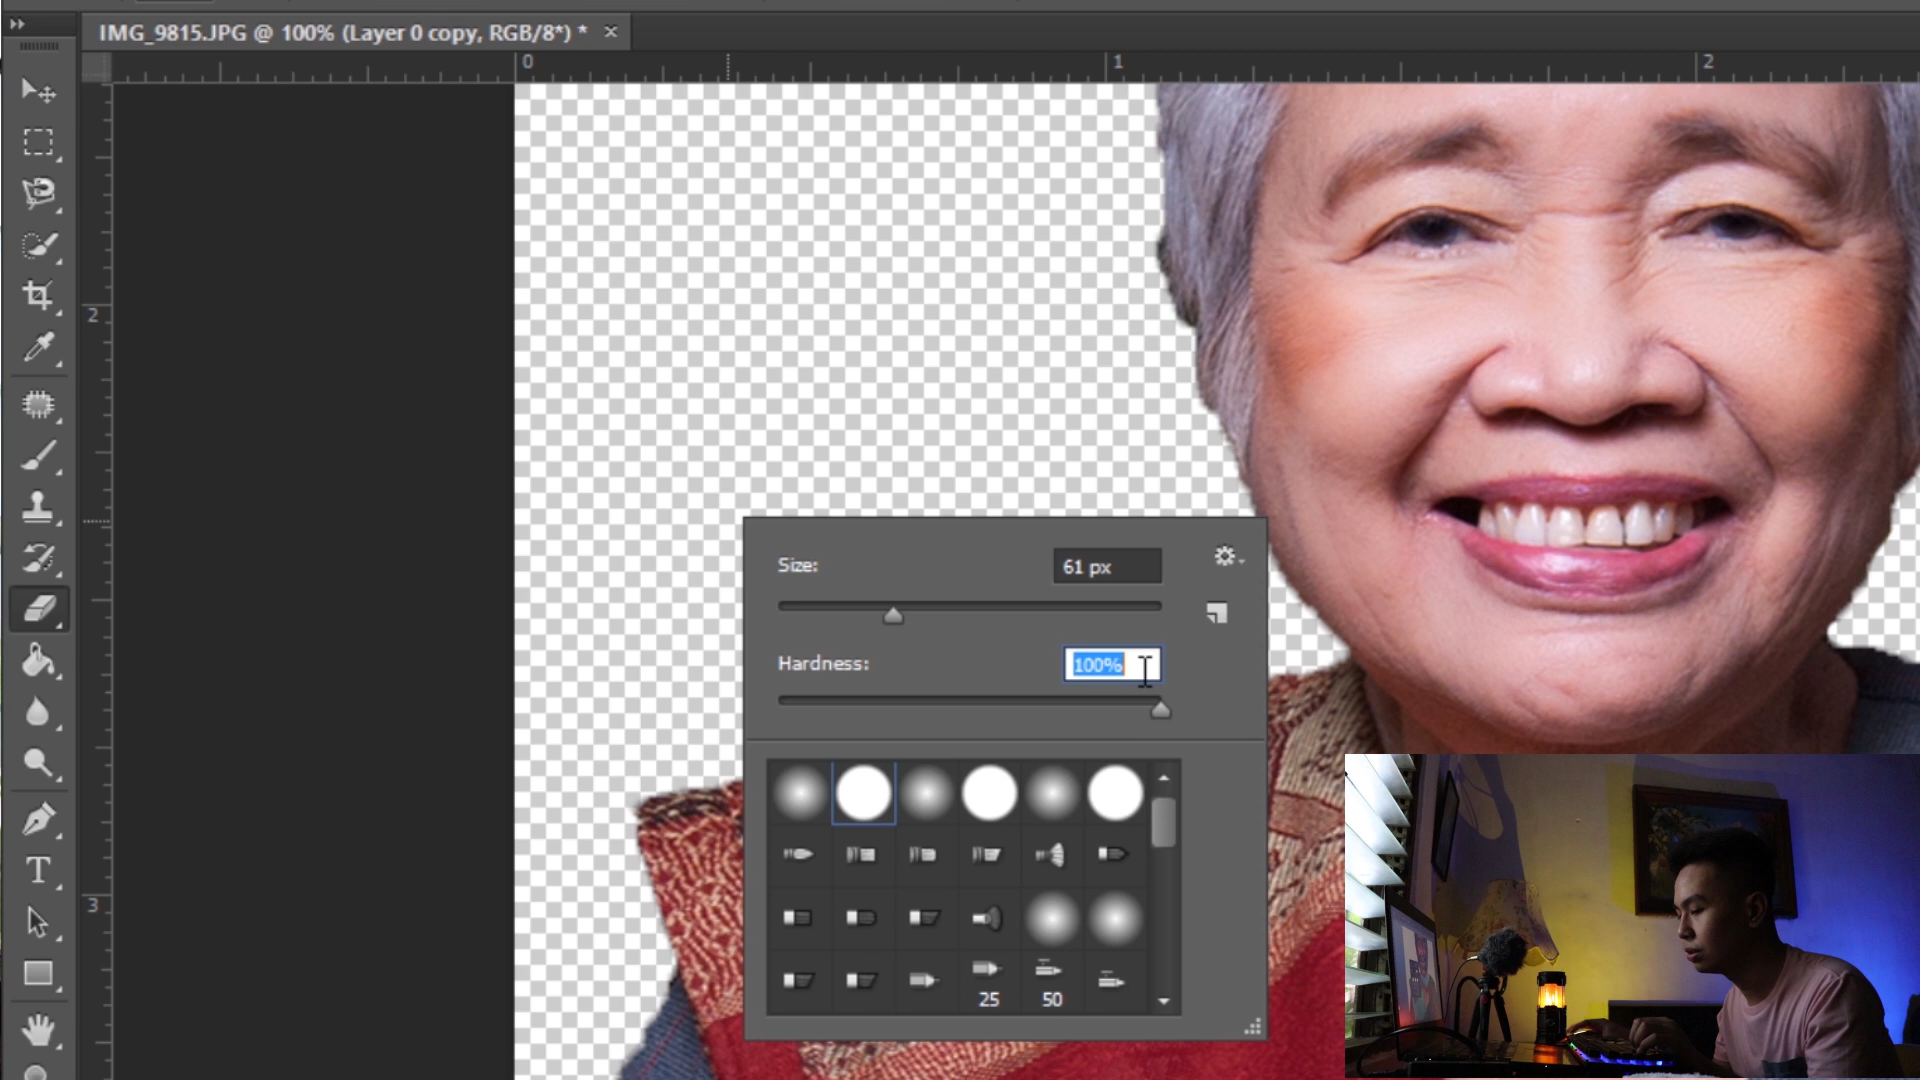 IMG_9815.JPG @ 100% (Layer 0 copy, RGB/8*) * ×
0 1 2
2
Size: 61 px
Hardness: 100%
25 50
3
T